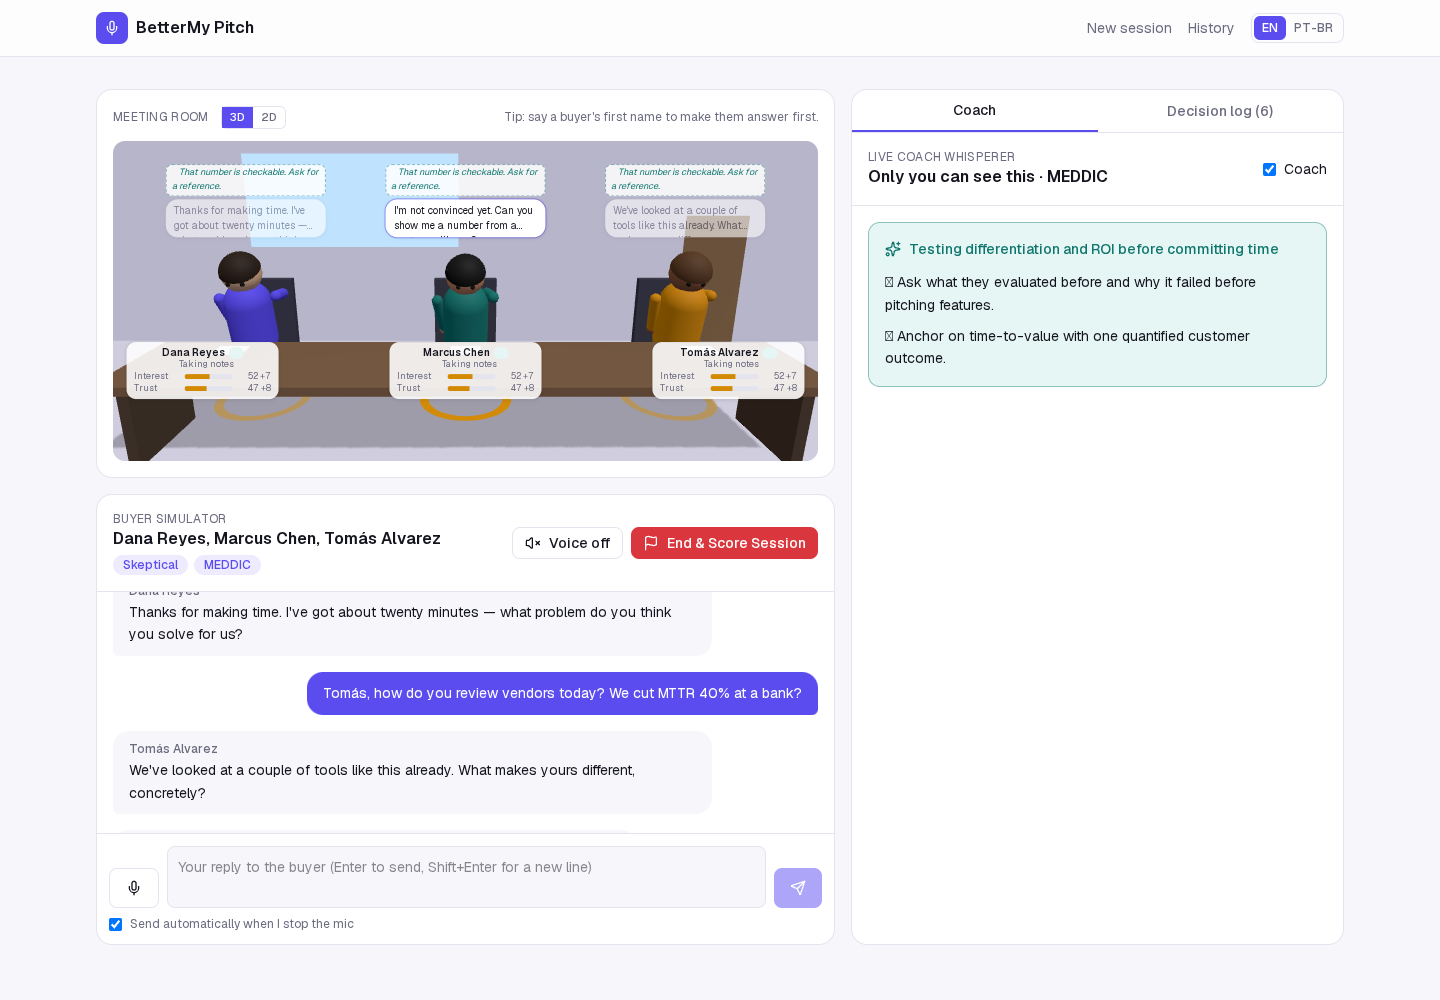 BetterMy Pitch
New session
History
EN
PT-BR
MEETING ROOM
3D
2D
Tip: say a buyer's first name to make them answer first.
That number is checkable. Ask for
a reference.
Thanks for making time. I've
got about twenty minutes —...
That number is checkable. Ask for
a reference.
I'm not convinced yet. Can you
show me a number from a...
That number is checkable. Ask for
a reference.
We've looked at a couple of
tools like this already. What...
Dana Reyes
Taking notes
Interest 52 +7
Trust 47 +8
Marcus Chen
Taking notes
Interest 52 +7
Trust 47 +8
Tomás Alvarez
Taking notes
Interest 52 +7
Trust 47 +8
BUYER SIMULATOR
Dana Reyes, Marcus Chen, Tomás Alvarez
Skeptical
MEDDIC
Voice off
End & Score Session
Dana Reyes
Thanks for making time. I've got about twenty minutes — what problem do you think
you solve for us?
Tomás, how do you review vendors today? We cut MTTR 40% at a bank?
Tomás Alvarez
We've looked at a couple of tools like this already. What makes yours different,
concretely?
Your reply to the buyer (Enter to send, Shift+Enter for a new line)
Send automatically when I stop the mic
Coach
Decision log (6)
LIVE COACH WHISPERER
Only you can see this · MEDDIC
Coach
Testing differentiation and ROI before committing time
Ask what they evaluated before and why it failed before
pitching features.
Anchor on time-to-value with one quantified customer
outcome.